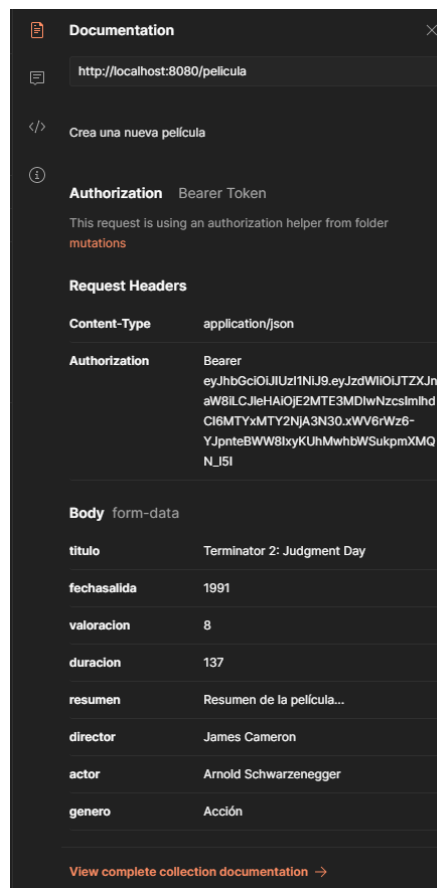 Documentation
http://localhost:8080/pelicula
Crea una nueva película
Authorization Bearer Token
This request is using an authorization helper from folder
mutations
Request Headers
Content-Type application/json
Authorization Bearer
eyJhbGciOiJIUzI1NiJ9.eyJzdWIiOiJTZXJn
aW8iLCJleHAiOjE2MTE3MDIwNzcsImlhd
CI6MTYxMTY2NjA3N30.xWV6rWz6-
YJpnteBWW8IxyKUhMwhbWSukpmXMQ
N_I5I
Body form-data
titulo Terminator 2: Judgment Day
fechasalida 1991
valoracion 8
duracion 137
resumen Resumen de la película...
director James Cameron
actor Arnold Schwarzenegger
genero Acción
View complete collection documentation →